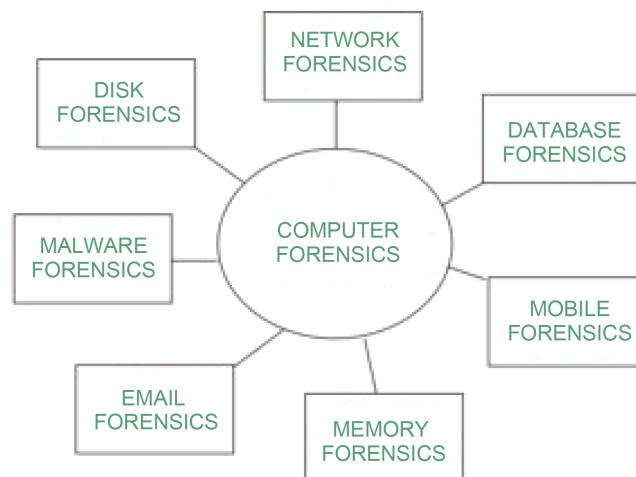 NETWORK
FORENSICS
DISK
FORENSICS
DATABASE
FORENSICS
COMPUTER
FORENSICS
MALWARE
FORENSICS
MOBILE
FORENSICS
EMAIL
FORENSICS
MEMORY
FORENSICS